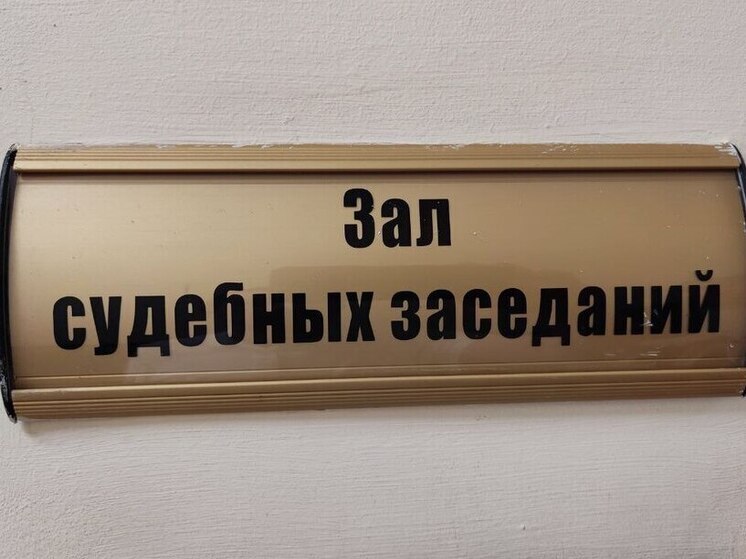 Зал
судебных заседаний